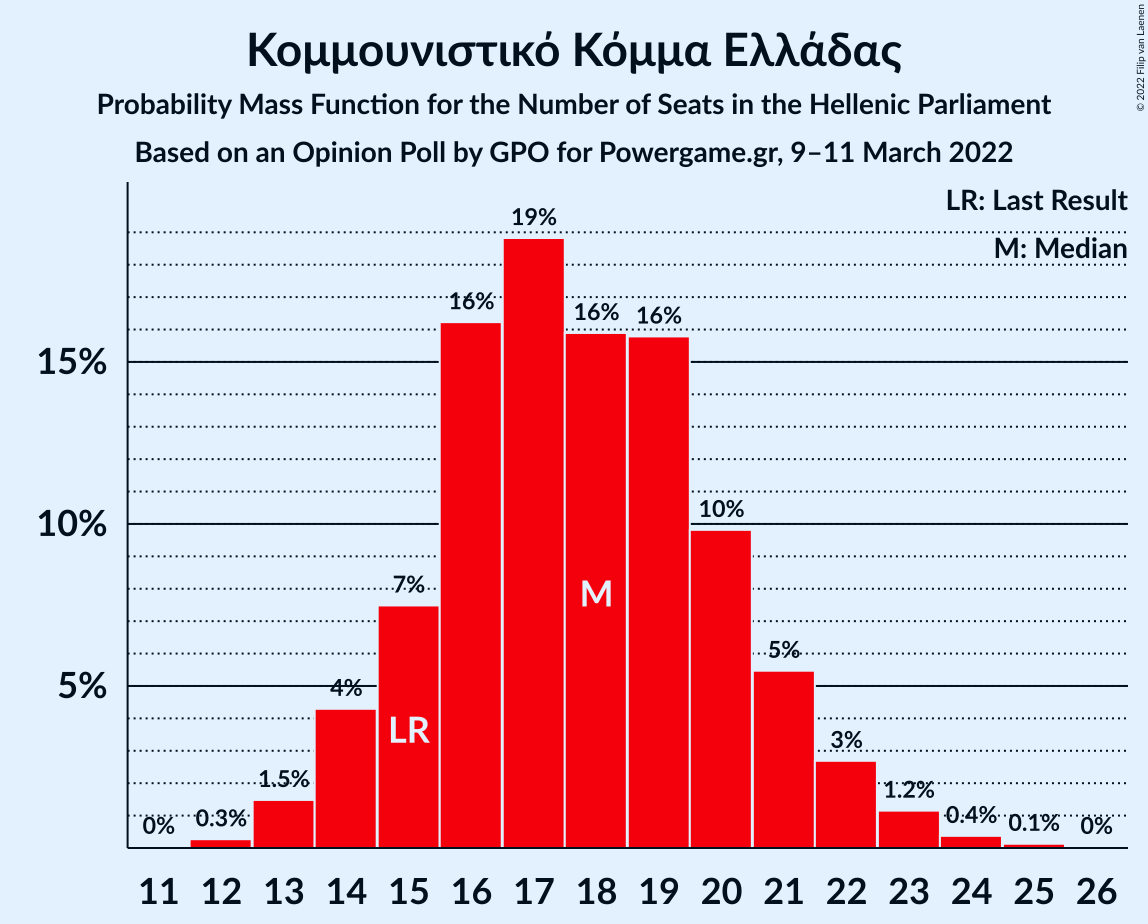 Κομμουνιστικό Κόμμα Ελλάδας
Probability Mass Function for the Number of Seats in the Hellenic Parliament
Based on an Opinion Poll by GPO for Powergame.gr, 9–11 March 2022
© 2022 Filip van Laenen
LR: Last Result
M: Median
15%
10%
5%
0%
0.3%
1.5%
4%
7%
16%
19%
16%
16%
10%
5%
3%
1.2%
0.4%
0.1%
0%
LR
M
11 12 13 14 15 16 17 18 19 20 21 22 23 24 25 26